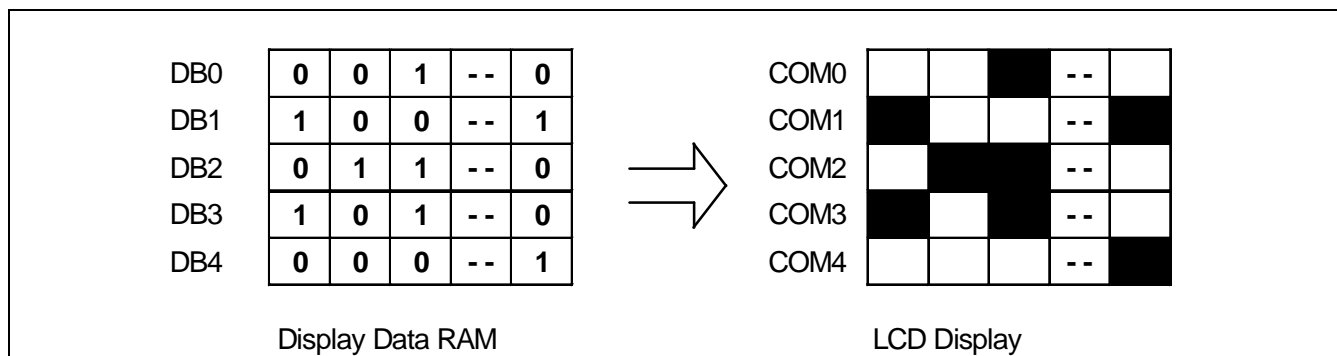 DB0 0 0 1 -- 0 COM0 --
DB1 1 0 0 -- 1 COM1 --
DB2 0 1 1 -- 0 COM2 --
DB3 1 0 1 -- 0 COM3 --
DB4 0 0 0 -- 1 COM4 --
Display Data RAM LCD Display